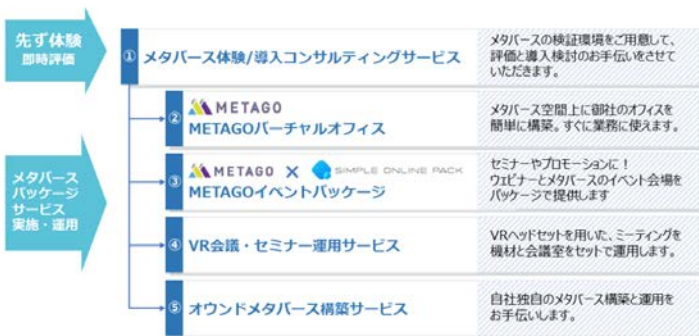 先ず体験
即時評価
① メタバース体験/導入コンサルティングサービス
メタバースの検証環境をご用意して、
評価と導入検討のお手伝いをさせて
いただきます。
メタバース
パッケージ
サービス
実施・運用
② METAGO
METAGOバーチャルオフィス
メタバース空間上に御社のオフィスを
簡単に構築。すぐに業務に使えます。
③ METAGO × SIMPLE ONLINE PACK
METAGOイベントパッケージ
セミナーやプロモーションに！
ウェビナーとメタバースのイベント会場を
パッケージで提供します
④ VR会議・セミナー運用サービス
VRヘッドセットを用いた、ミーティングを
機材と会議室をセットで運用します。
⑤ オウンドメタバース構築サービス
自社独自のメタバース構築と運用を
お手伝いします。